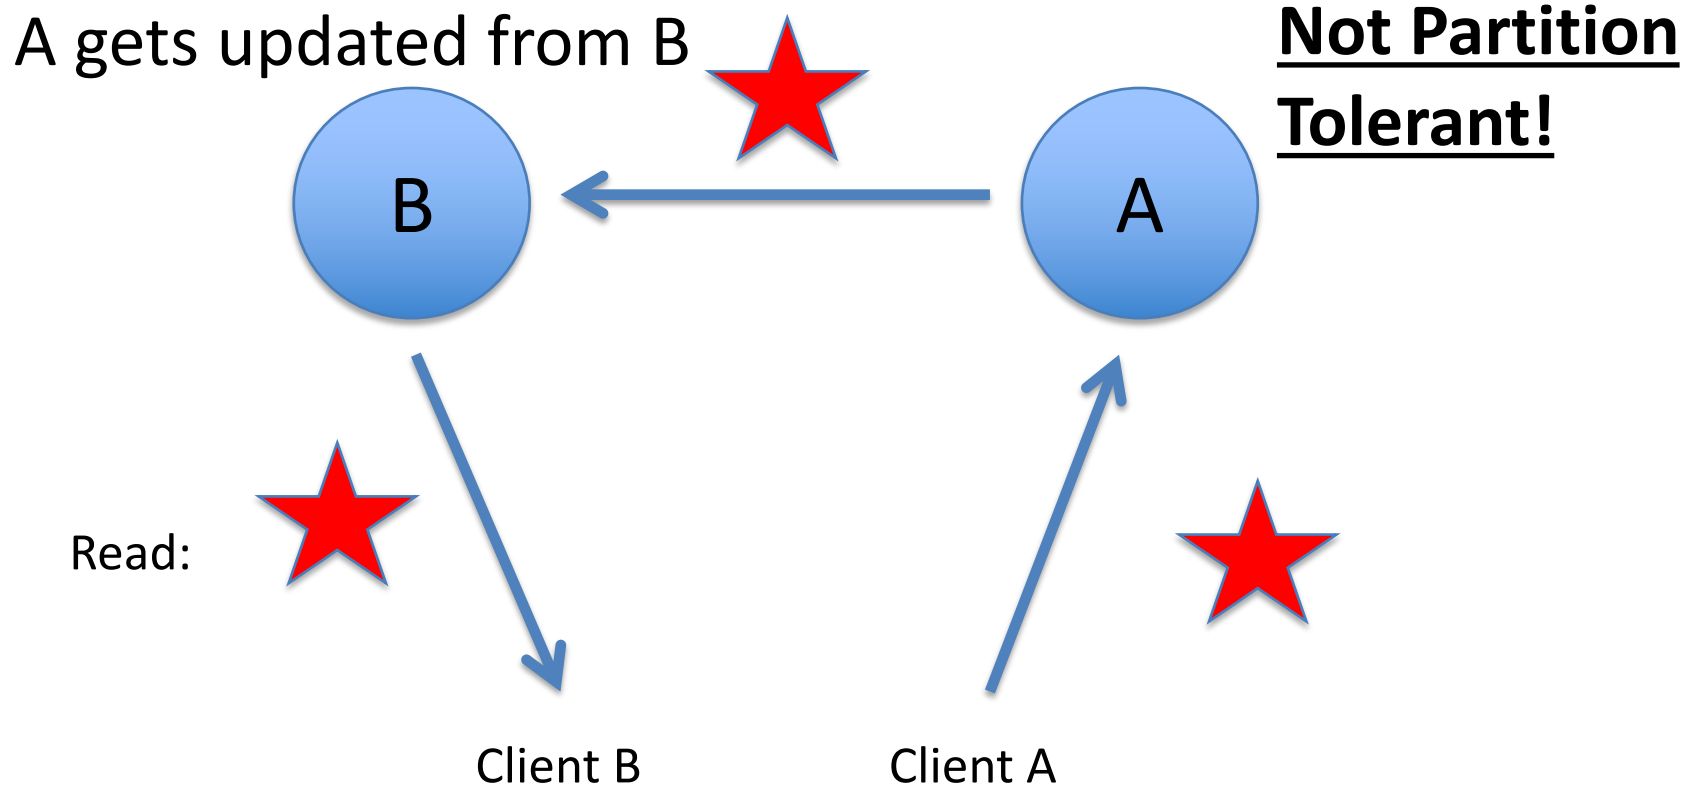 A gets updated from B
Not Partition
Tolerant!
B
A
Read:
Client B
Client A